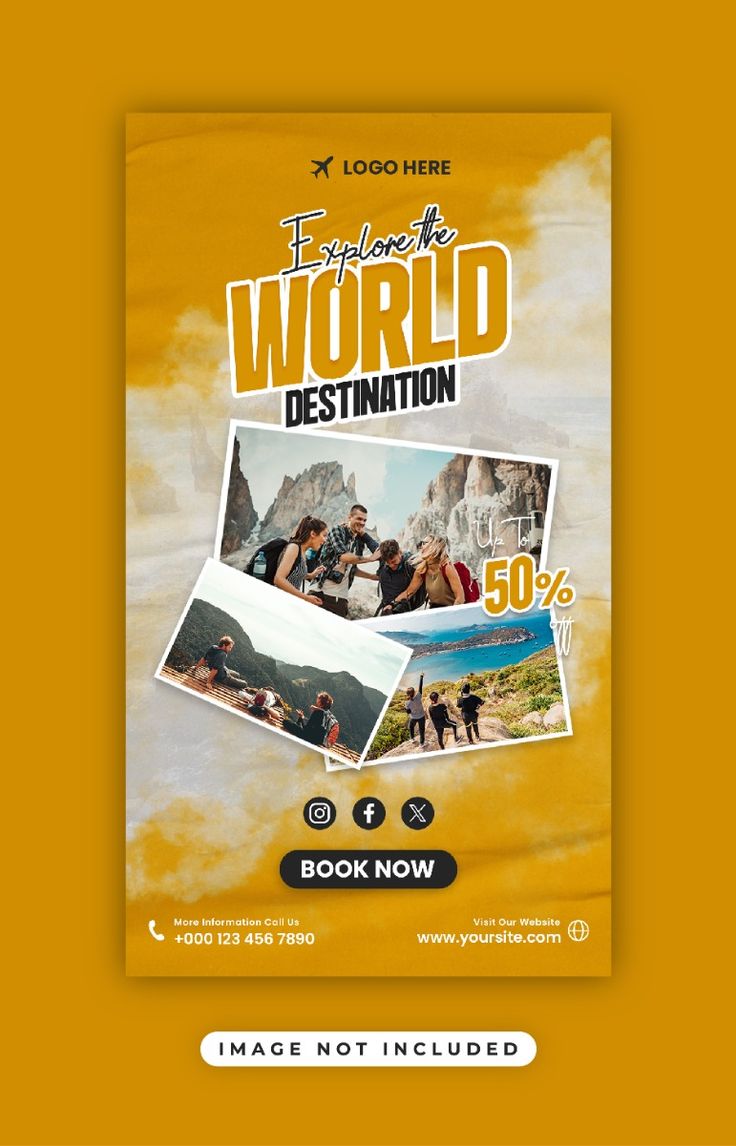 LOGO HERE
Explore the
WORLD
DESTINATION
Up To
50%
Off
BOOK NOW
More Information Call Us
+000 123 456 7890
Visit Our Website
www.yoursite.com
IMAGE NOT INCLUDED